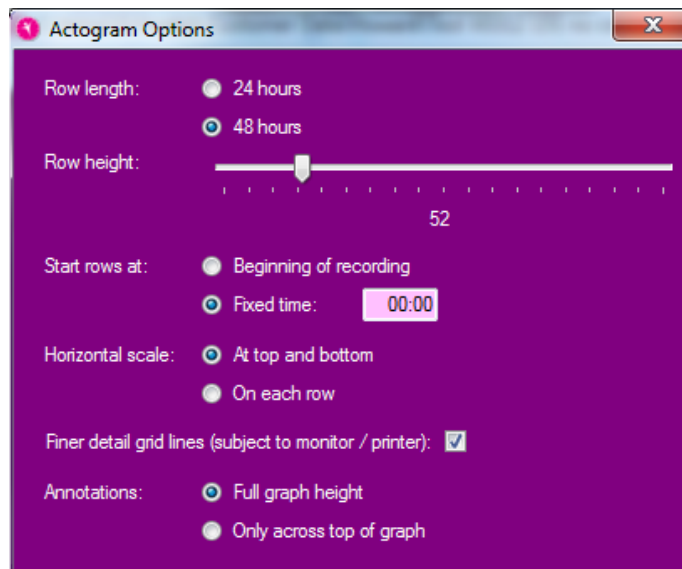 Actogram Options
Row length: 24 hours
48 hours
Row height:
52
Start rows at: Beginning of recording
Fixed time: 00:00
Horizontal scale: At top and bottom
On each row
Finer detail grid lines (subject to monitor / printer):
Annotations: Full graph height
Only across top of graph